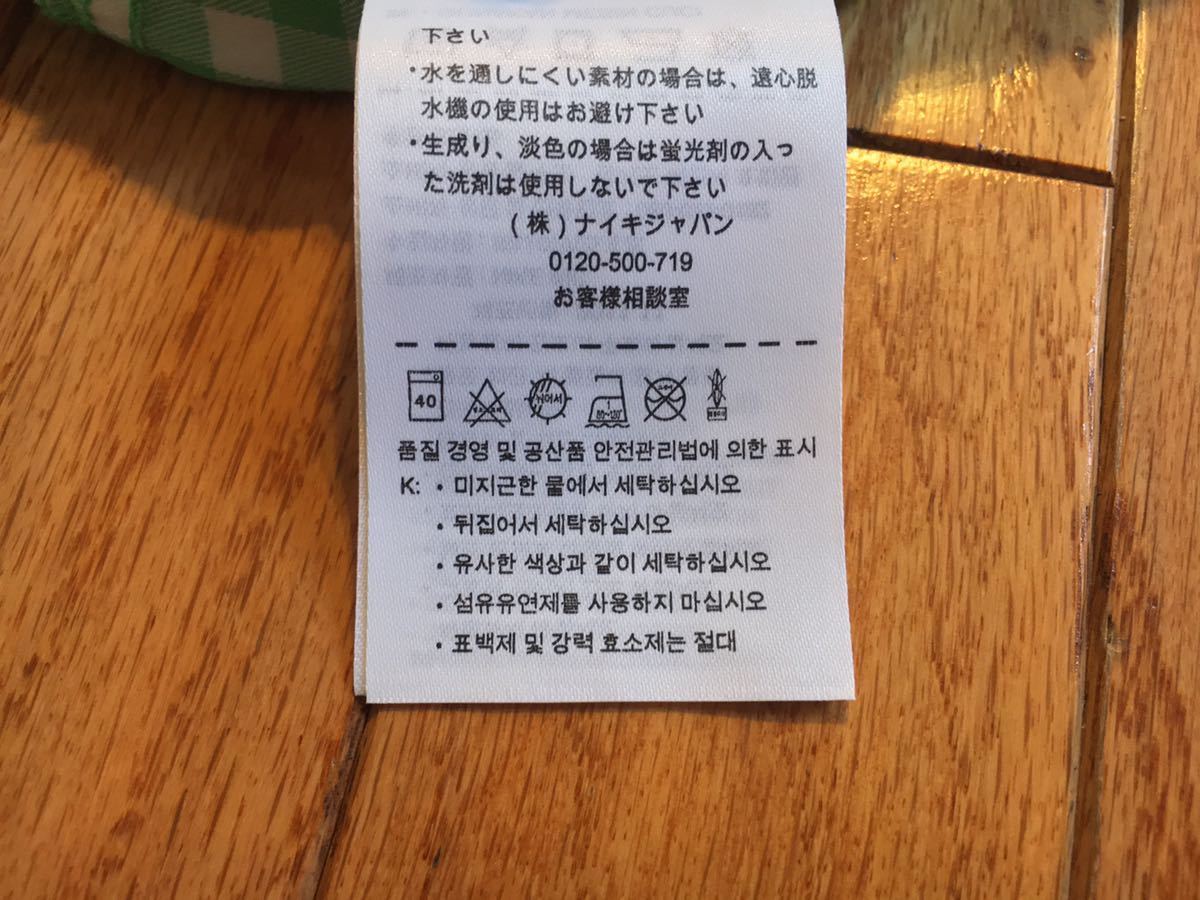 下さい
・水を通しにくい素材の場合は、遠心脱
水機の使用はお避け下さい
・生成り、淡色の場合は蛍光剤の入っ
た洗剤は使用しないで下さい
(株)ナイキジャパン
0120-500-719
お客様相談室
40
뉘어서
80~120
품질 경영 및 공산품 안전관리법에 의한 표시
K: • 미지근한 물에서 세탁하십시오
• 뒤집어서 세탁하십시오
• 유사한 색상과 같이 세탁하십시오
• 섬유유연제를 사용하지 마십시오
• 표백제 및 강력 효소제는 절대